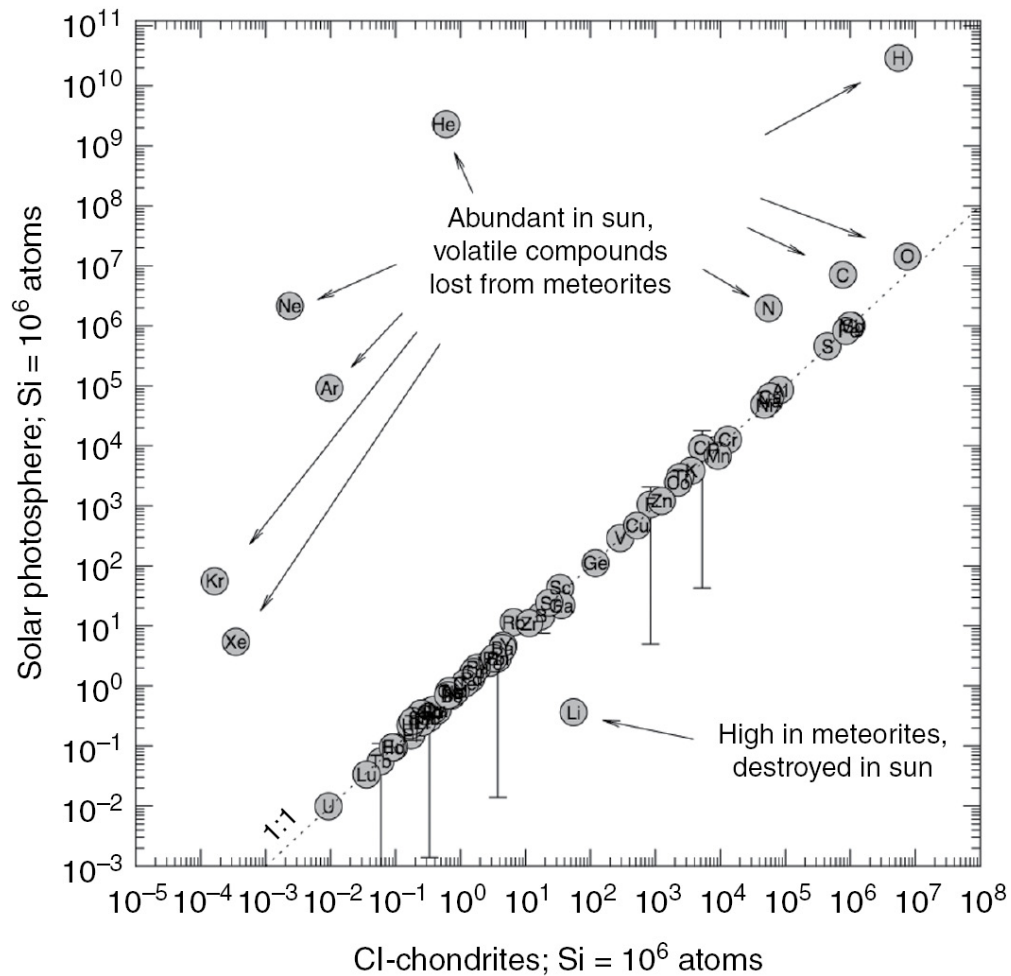 10¹¹
10¹⁰
10⁹
10⁸
10⁷
10⁶
10⁵
10⁴
10³
10²
10¹
10⁰
10⁻¹
10⁻²
10⁻³
Solar photosphere; Si = 10⁶ atoms
H
He
Abundant in sun,
volatile compounds
lost from meteorites
O
C
Ne
N
S
Ar
Al
Cr
Mn
K
Co
Zn
Cu
V
Ge
Kr
Sc
Ga
Rb
Zr
Xe
Y
Li
High in meteorites,
destroyed in sun
Tb
Lu
U
1:1
10⁻⁵ 10⁻⁴ 10⁻³ 10⁻² 10⁻¹ 10⁰ 10¹ 10² 10³ 10⁴ 10⁵ 10⁶ 10⁷ 10⁸
CI-chondrites; Si = 10⁶ atoms